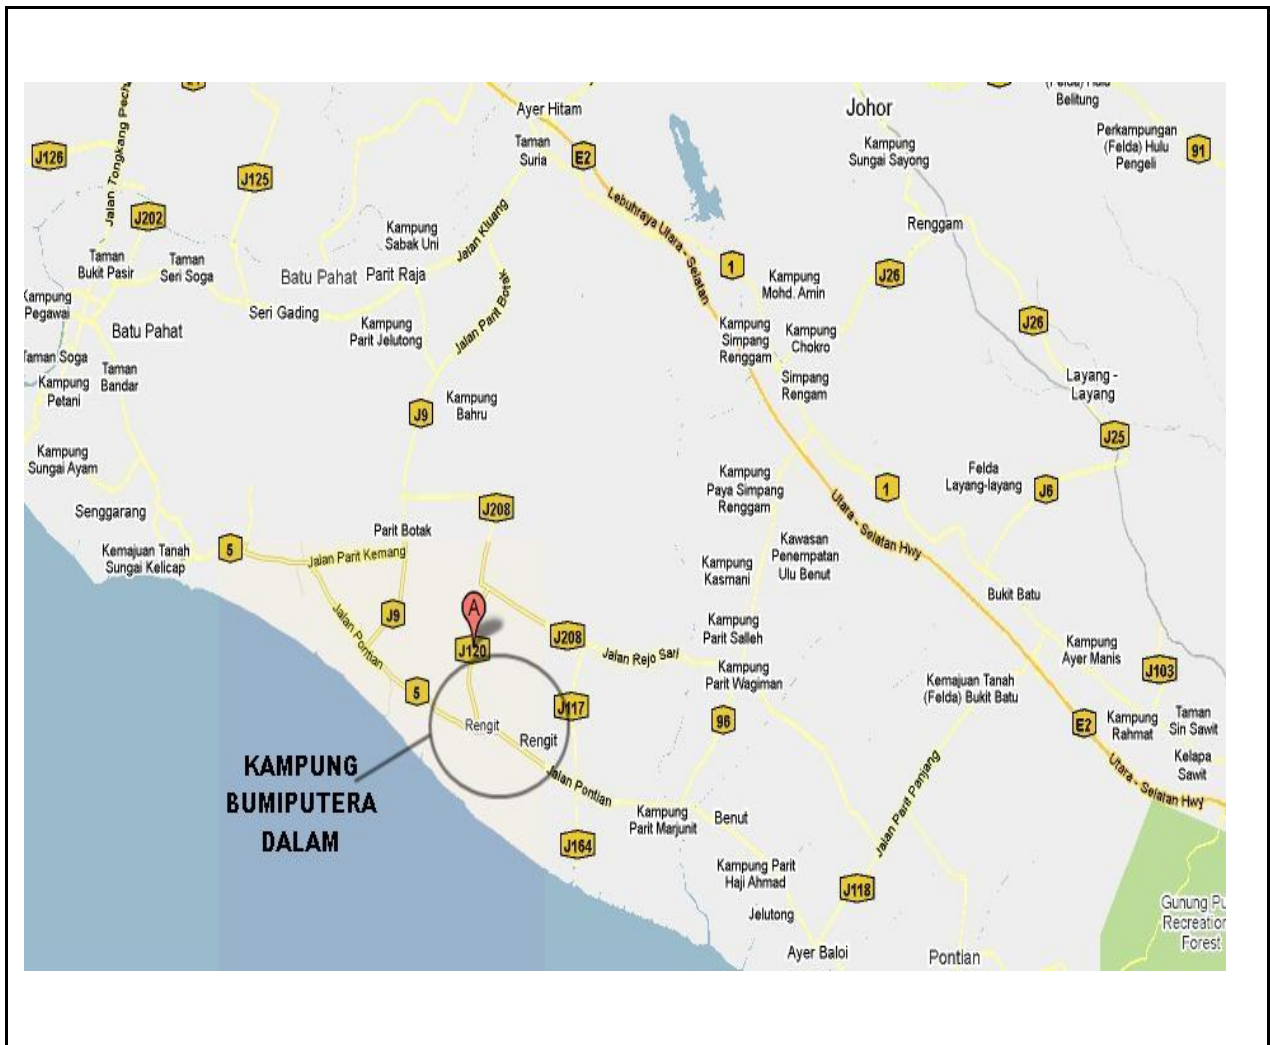 Ayer Hitam
Johor
(Felda) Hulu
Belitung
Perkampungan
(Felda) Hulu
Pengeli
91
J126
Jalan Tongkang Pech
J125
Taman
Suria
E2
Kampung
Sungai Sayong
J202
Lebuhraya Utara - Selatan
Renggam
Kampung
Sabak Uni
Jalan Kluang
Taman
Bukit Pasir
Taman
Seri Soga
Batu Pahat
Parit Raja
1
Kampung
Mohd. Amin
J26
Kampung
Pegawai
Batu Pahat
Seri Gading
Kampung
Parit Jelutong
Jalan Parit Botak
Kampung
Simpang
Renggam
Kampung
Chokro
J26
Taman Soga
Kampung
Petani
Taman
Bandar
Simpang
Rengam
Layang -
Layang
J9
Kampung
Bahru
J25
Kampung
Sungai Ayam
Kampung
Paya Simpang
Renggam
1
Felda
Layang-layang
J6
Senggarang
J208
Utara - Selatan Hwy
Parit Botak
5
Kemajuan Tanah
Sungai Kelicap
Jalan Parit Kemang
Kawasan
Penempatan
Ulu Benut
Kampung
Kasmani
Bukit Batu
A
J9
Jalan Pontian
J120
J208
Jalan Rejo Sari
Kampung
Parit Salleh
Kampung
Parit Wagiman
Kampung
Ayer Manis
J103
Kemajuan Tanah
(Felda) Bukit Batu
5
J117
96
E2
Kampung
Rahmat
Taman
Sin Sawit
Rengit
Rengit
Kelapa
Sawit
KAMPUNG
BUMIPUTERA
DALAM
Jalan Pontian
Utara - Selatan Hwy
Jalan Parit Panjang
Kampung
Parit Marjunit
Benut
J164
Kampung Parit
Haji Ahmad
J118
Jelutong
Gunung Pu
Recreation
Forest
Ayer Baloi
Pontian